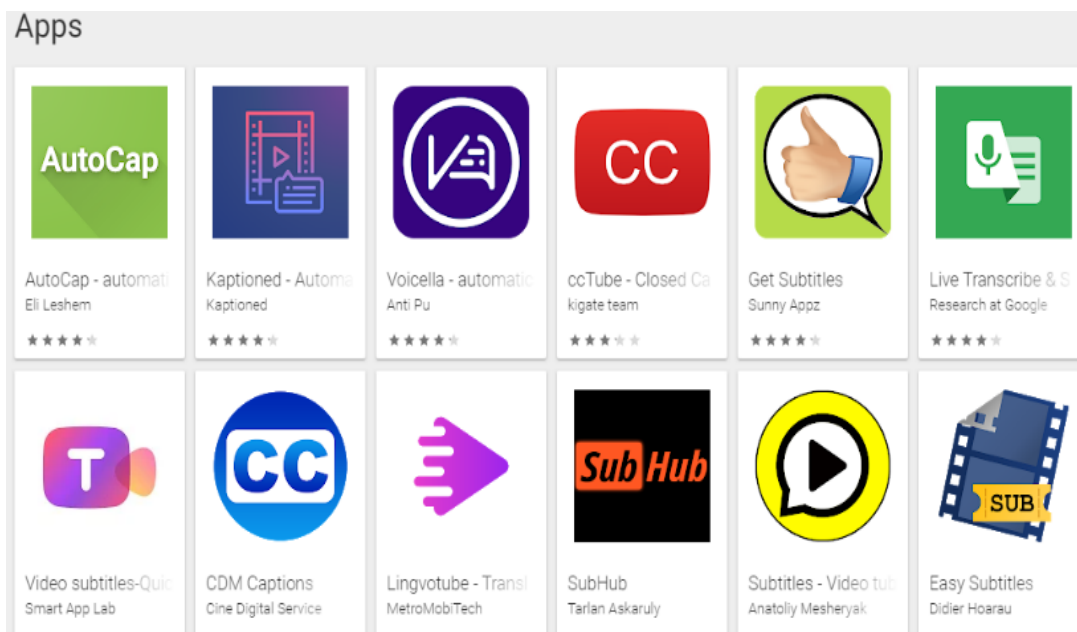 Apps
AutoCap
CC
AutoCap - automati
Eli Leshem
Kaptioned - Automa
Kaptioned
Voicella - automatic
Anti Pu
ccTube - Closed Ca
kigate team
Get Subtitles
Sunny Appz
Live Transcribe & S
Research at Google
T
CC
Sub Hub
SUB
Video subtitles-Quic
Smart App Lab
CDM Captions
Cine Digital Service
Lingvotube - Transl
MetroMobiTech
SubHub
Tarlan Askaruly
Subtitles - Video tub
Anatoliy Mesheryak
Easy Subtitles
Didier Hoarau